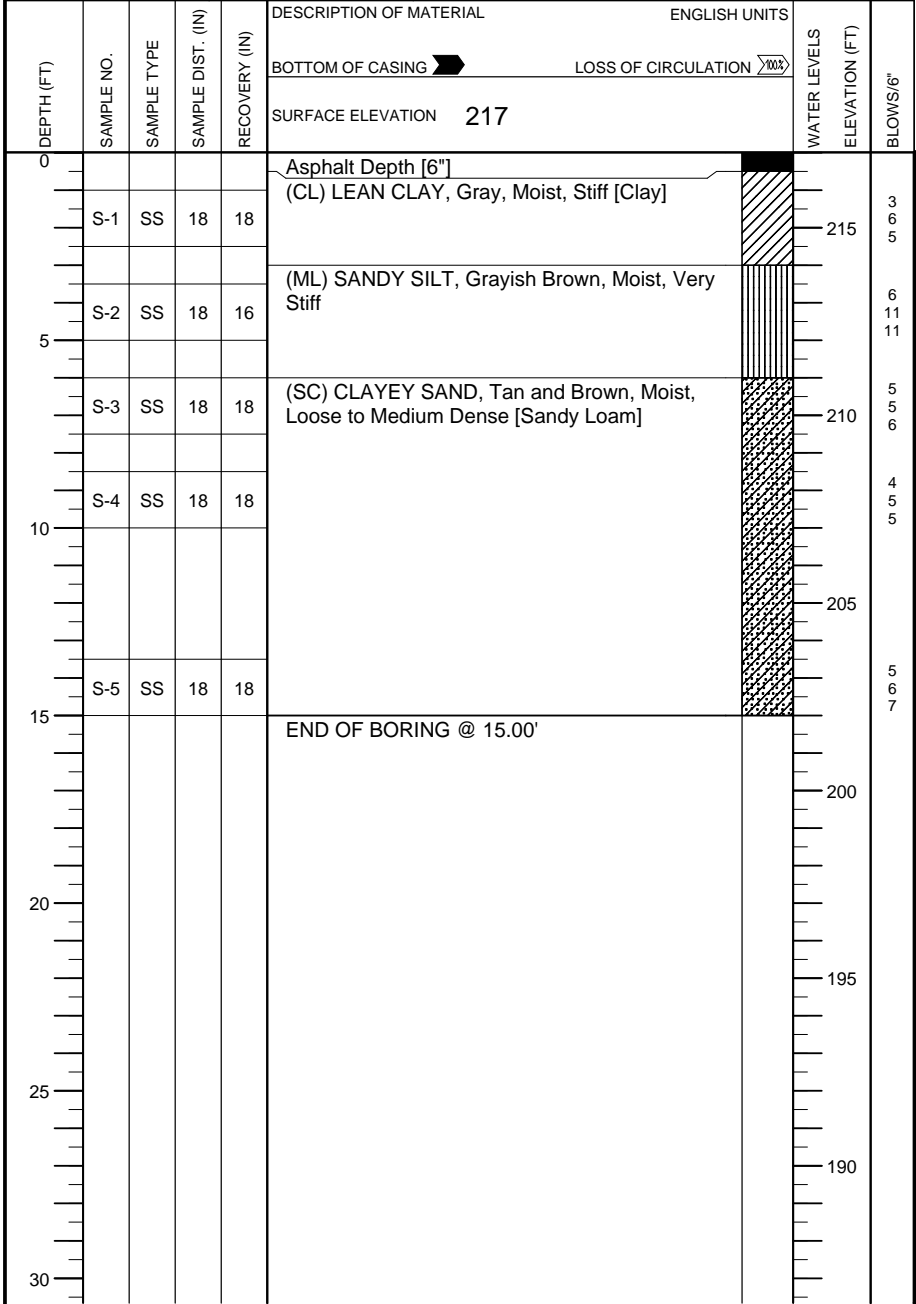 DEPTH (FT)
SAMPLE NO.
SAMPLE TYPE
SAMPLE DIST. (IN)
RECOVERY (IN)
DESCRIPTION OF MATERIAL ENGLISH UNITS
BOTTOM OF CASING LOSS OF CIRCULATION 100%
SURFACE ELEVATION 217
WATER LEVELS
ELEVATION (FT)
BLOWS/6"
0
Asphalt Depth [6"]
(CL) LEAN CLAY, Gray, Moist, Stiff [Clay]
S-1 SS 18 18
215
3
6
5
(ML) SANDY SILT, Grayish Brown, Moist, Very
Stiff
S-2 SS 18 16
6
11
11
5
(SC) CLAYEY SAND, Tan and Brown, Moist,
Loose to Medium Dense [Sandy Loam]
S-3 SS 18 18
210
5
5
6
S-4 SS 18 18
4
5
5
10
205
S-5 SS 18 18
5
6
7
15
END OF BORING @ 15.00'
200
20
195
25
190
30